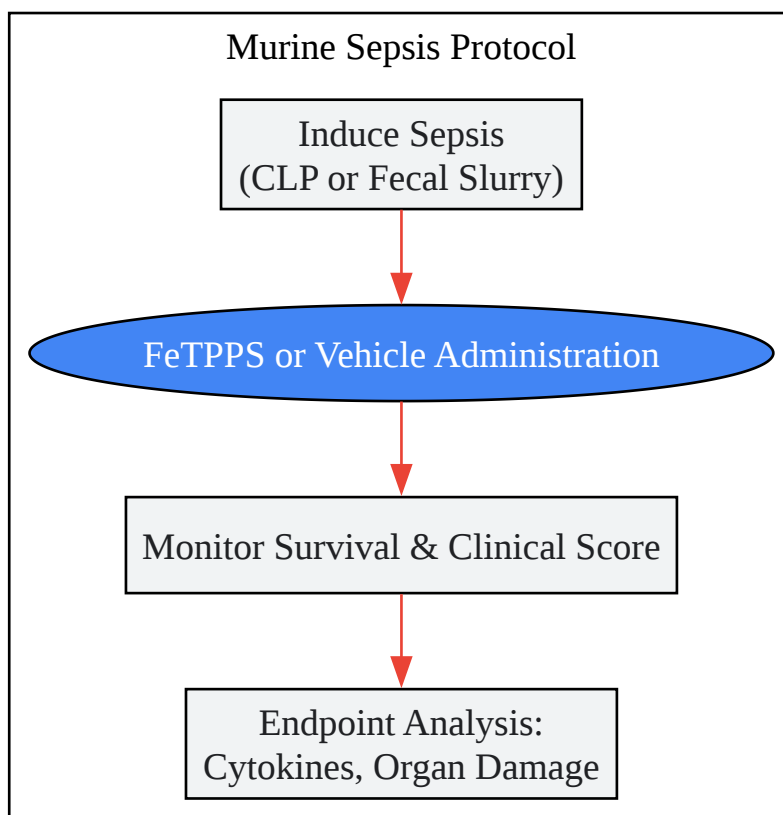 Murine Sepsis Protocol
Induce Sepsis
(CLP or Fecal Slurry)
FeTPPS or Vehicle Administration
Monitor Survival & Clinical Score
Endpoint Analysis:
Cytokines, Organ Damage